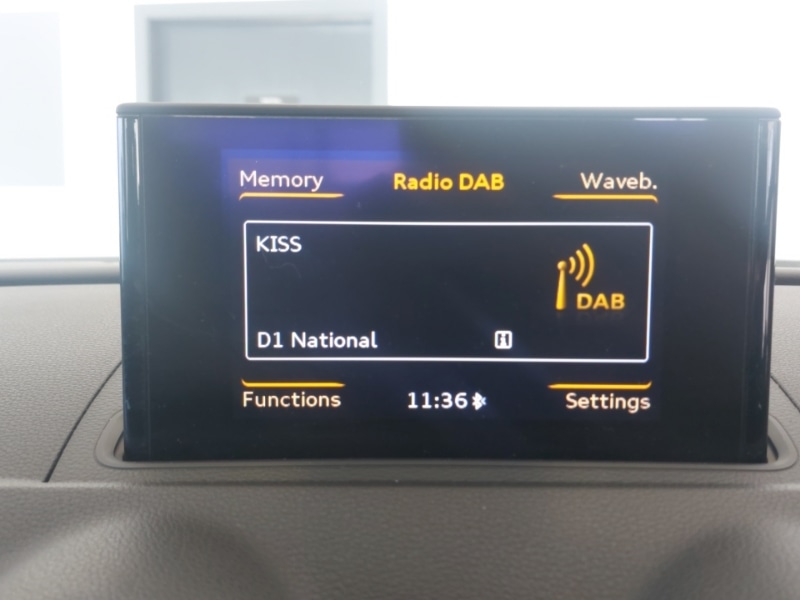 Memory Radio DAB Waveb.
KISS
DAB
D1 National
Functions 11:36 Settings